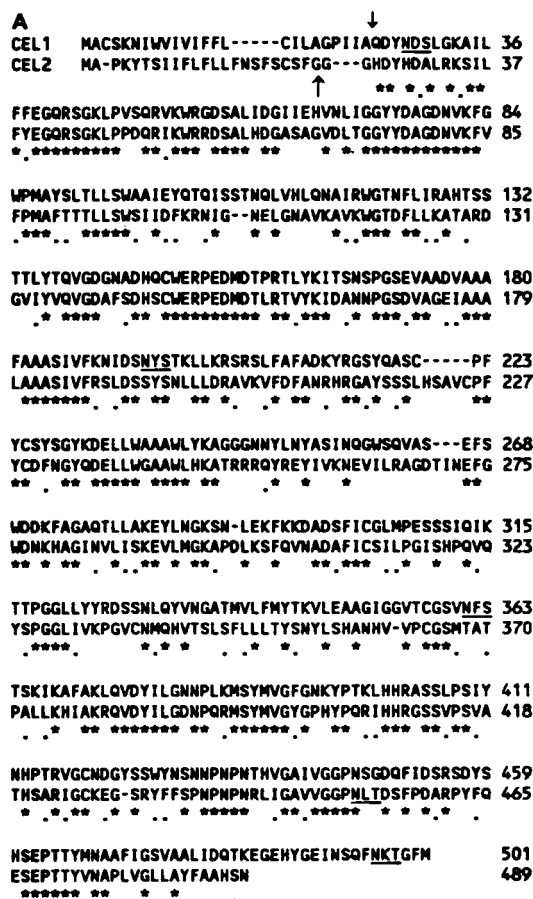 A
CEL1 MACSKNIWVIVIFFL-----CILAGPIIAQDYNDSLGKAIL 36
CEL2 MA-PKYTSIIFLFLLFNSFSCSFGG---GHDYHDALRKSIL 37
** *.*.* **
FFEGQRSGKLPVSQRVKWRGDSALIDGIIEHVNLIGGYYDAGDNVKFG 84
FYEGQRSGKLPPDQRIKWRRDSALHDGASAGVDLTGGYYDAGDNVKFV 85
WPMAYSLTLLSWAAIEYQTQISSTNQLVHLQNAIRWGTNFLIRAHTSS 132
FPMAFTTTLLSWSIIDFKRNIG--NELGNAVKAVKWGTDFLLKATARD 131
TTLYTQVGDGNADHQCWERPEDMDTPRTLYKITSNSPGSEVAADVAAA 180
GVIYVQVGDAFSDHSCWERPEDMDTLRTVYKIDANNPGSDVAGEIAAA 179
FAAASIVFKNIDSNYSTKLLKRSRSLFAFADKYRGSYQASC-----PF 223
LAAASIVFRSLDSSYSNLLLDRAVKVFDFANRHRGAYSSSLHSAVCPF 227
YCSYSGYKDELLWAAAWLYKAGGGNNYLNYASINQGWSQVAS---EFS 268
YCDFNGYQDELLWGAAWLHKATRRRQYREYIVKNEVILRAGDTINEFG 275
WDDKFAGAQTLLAKEYLNGKSN-LEKFKKDADSFICGLMPESSSIQIK 315
WDNKHAGINVLISKEVLMGKAPDLKSFQVNADAFICSILPGISHPQVQ 323
TTPGGLLYYRDSSNLQYVNGATMVLFMYTKVLEAAGIGGVTCGSVNFS 363
YSPGGLIVKPGVCNMQHVTSLSFLLLTYSNYLSHANHV-VPCGSMTAT 370
TSKIKAFAKLQVDYILGNNPLKMSYMVGFGNKYPTKLHHRASSLPSIY 411
PALLKHIAKRQVDYILGDNPQRMSYMVGYGPHYPQRIHHRGSSVPSVA 418
NHPTRVGCNDGYSSWYNSNNPNPNTHVGAIVGGPNSGDQFIDSRSDYS 459
THSARIGCKEG-SRYFFSPNPNPNRLIGAVVGGPNLTDSFPDARPYFQ 465
HSEPTTYMNAAFIGSVAALIDQTKEGEHYGEINSQFNKTGFM 501
ESEPTTYVNAPLVGLLAYFAAHSN 489